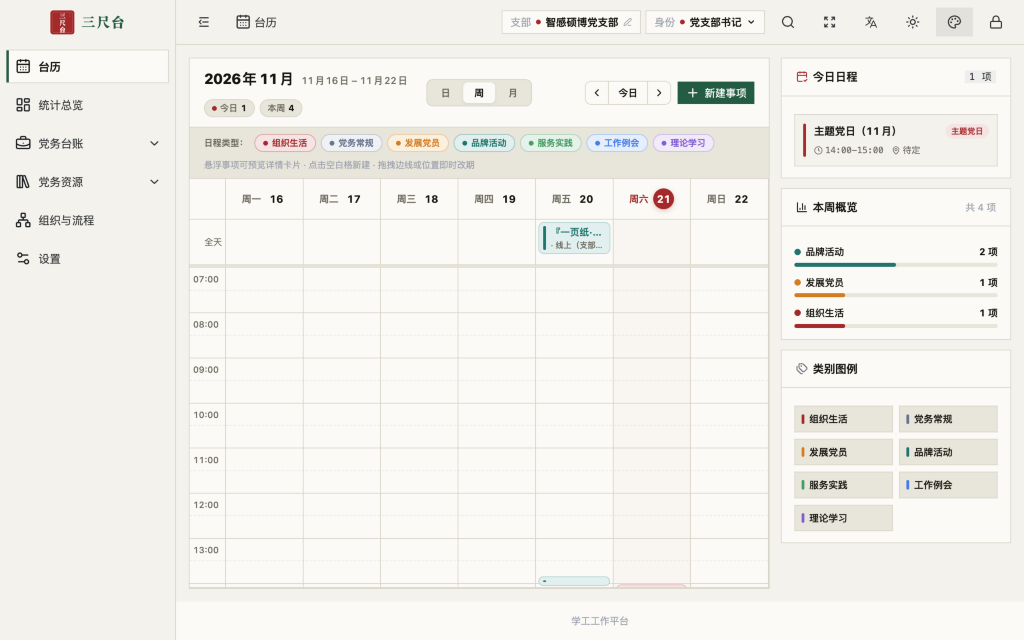 三尺台
三尺台
台历
支部 智感硕博党支部
身份 党支部书记
台历
统计总览
党务台账
党务资源
组织与流程
设置
2026年11月 11月16日 – 11月22日
今日 1 本周 4
日 周 月
今日
新建事项
日程类型: 组织生活 党务常规 发展党员 品牌活动 服务实践 工作例会 理论学习
悬浮事项可预览详情卡片 · 点击空白格新建 · 拖拽边线或位置即时改期
周一 16 周二 17 周三 18 周四 19 周五 20 周六 21 周日 22
全天
『一页纸·...
· 线上（支部...
07:00
08:00
09:00
10:00
11:00
12:00
13:00
今日日程 1 项
主题党日（11月） 主题党日
14:00–15:00 待定
本周概览 共 4 项
品牌活动 2 项
发展党员 1 项
组织生活 1 项
类别图例
组织生活 党务常规
发展党员 品牌活动
服务实践 工作例会
理论学习
学工工作平台